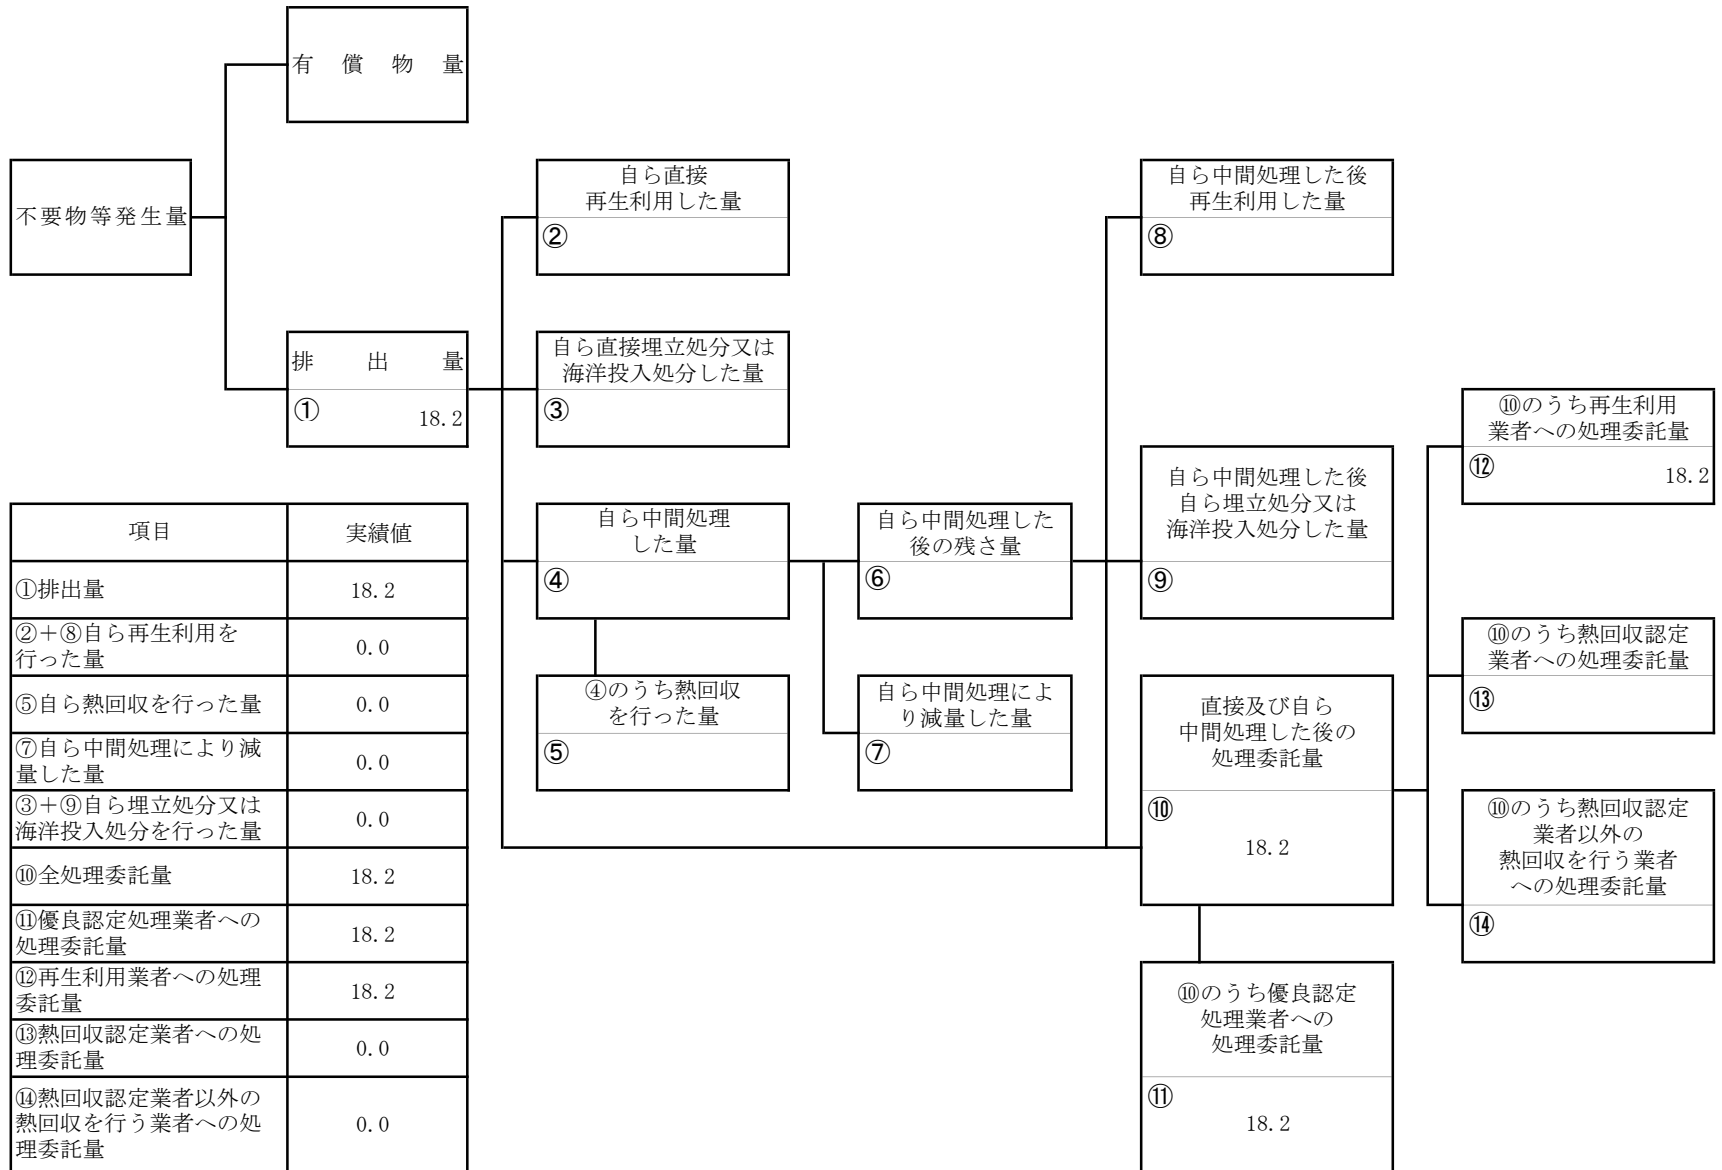 有償物量
不要物等発生量
自ら直接
再生利用した量
②
自ら中間処理した後
再生利用した量
⑧
排出量
①
18.2
自ら直接埋立処分又は
海洋投入処分した量
③
⑩のうち再生利用
業者への処理委託量
⑫
18.2
自ら中間処理
した量
④
自ら中間処理した
後の残さ量
⑥
自ら中間処理した後
自ら埋立処分又は
海洋投入処分した量
⑨
⑩のうち熱回収認定
業者への処理委託量
⑬
④のうち熱回収
を行った量
⑤
自ら中間処理によ
り減量した量
⑦
直接及び自ら
中間処理した後の
処理委託量
⑩
18.2
⑩のうち熱回収認定
業者以外の
熱回収を行う業者
への処理委託量
⑭
⑩のうち優良認定
処理業者への
処理委託量
⑪
18.2
項目 実績値
①排出量 18.2
②+⑧自ら再生利用を
行った量 0.0
⑤自ら熱回収を行った量 0.0
⑦自ら中間処理により減
量した量 0.0
③+⑨自ら埋立処分又は
海洋投入処分を行った量 0.0
⑩全処理委託量 18.2
⑪優良認定処理業者への
処理委託量 18.2
⑫再生利用業者への処理
委託量 18.2
⑬熱回収認定業者への処
理委託量 0.0
⑭熱回収認定業者以外の
熱回収を行う業者への処
理委託量 0.0